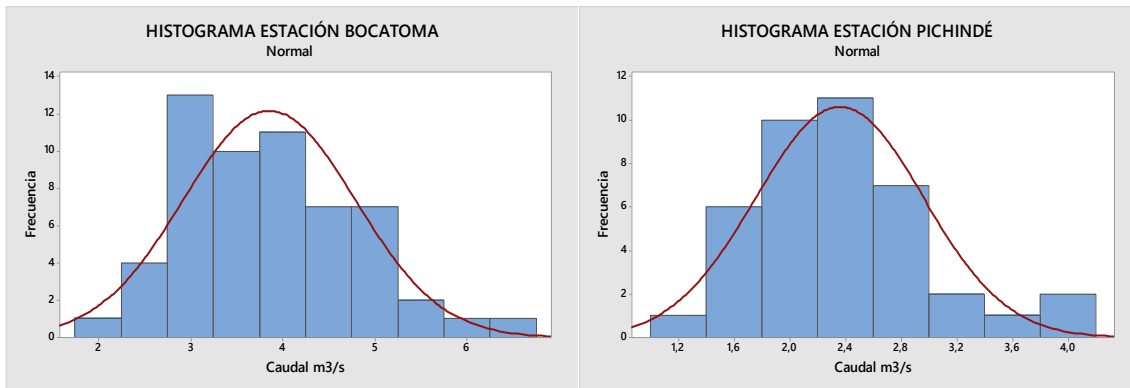 HISTOGRAMA ESTACIÓN BOCATOMA
Normal
14
12
10
8
6
4
2
0
Frecuencia
2 3 4 5 6
Caudal m3/s
HISTOGRAMA ESTACIÓN PICHINDÉ
Normal
12
10
8
6
4
2
0
Frecuencia
1,2 1,6 2,0 2,4 2,8 3,2 3,6 4,0
Caudal m3/s